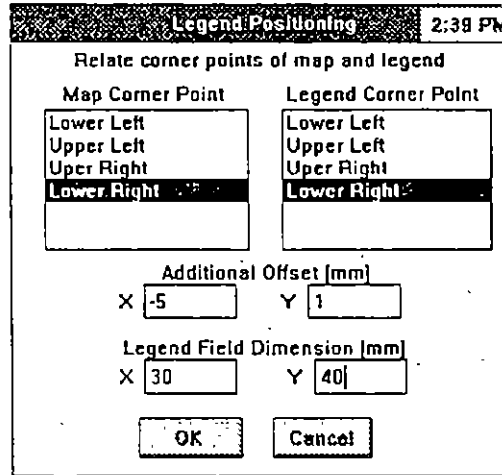 Legend Positioning 2:39 PM
Relate corner points of map and legend
Map Corner Point Legend Corner Point
Lower Left Lower Left
Upper Left Upper Left
Uper Right Uper Right
Lower Right Lower Right
Additional Offset [mm]
X -5 Y 1
Legend Field Dimension [mm]
X 30 Y 40
OK Cancel